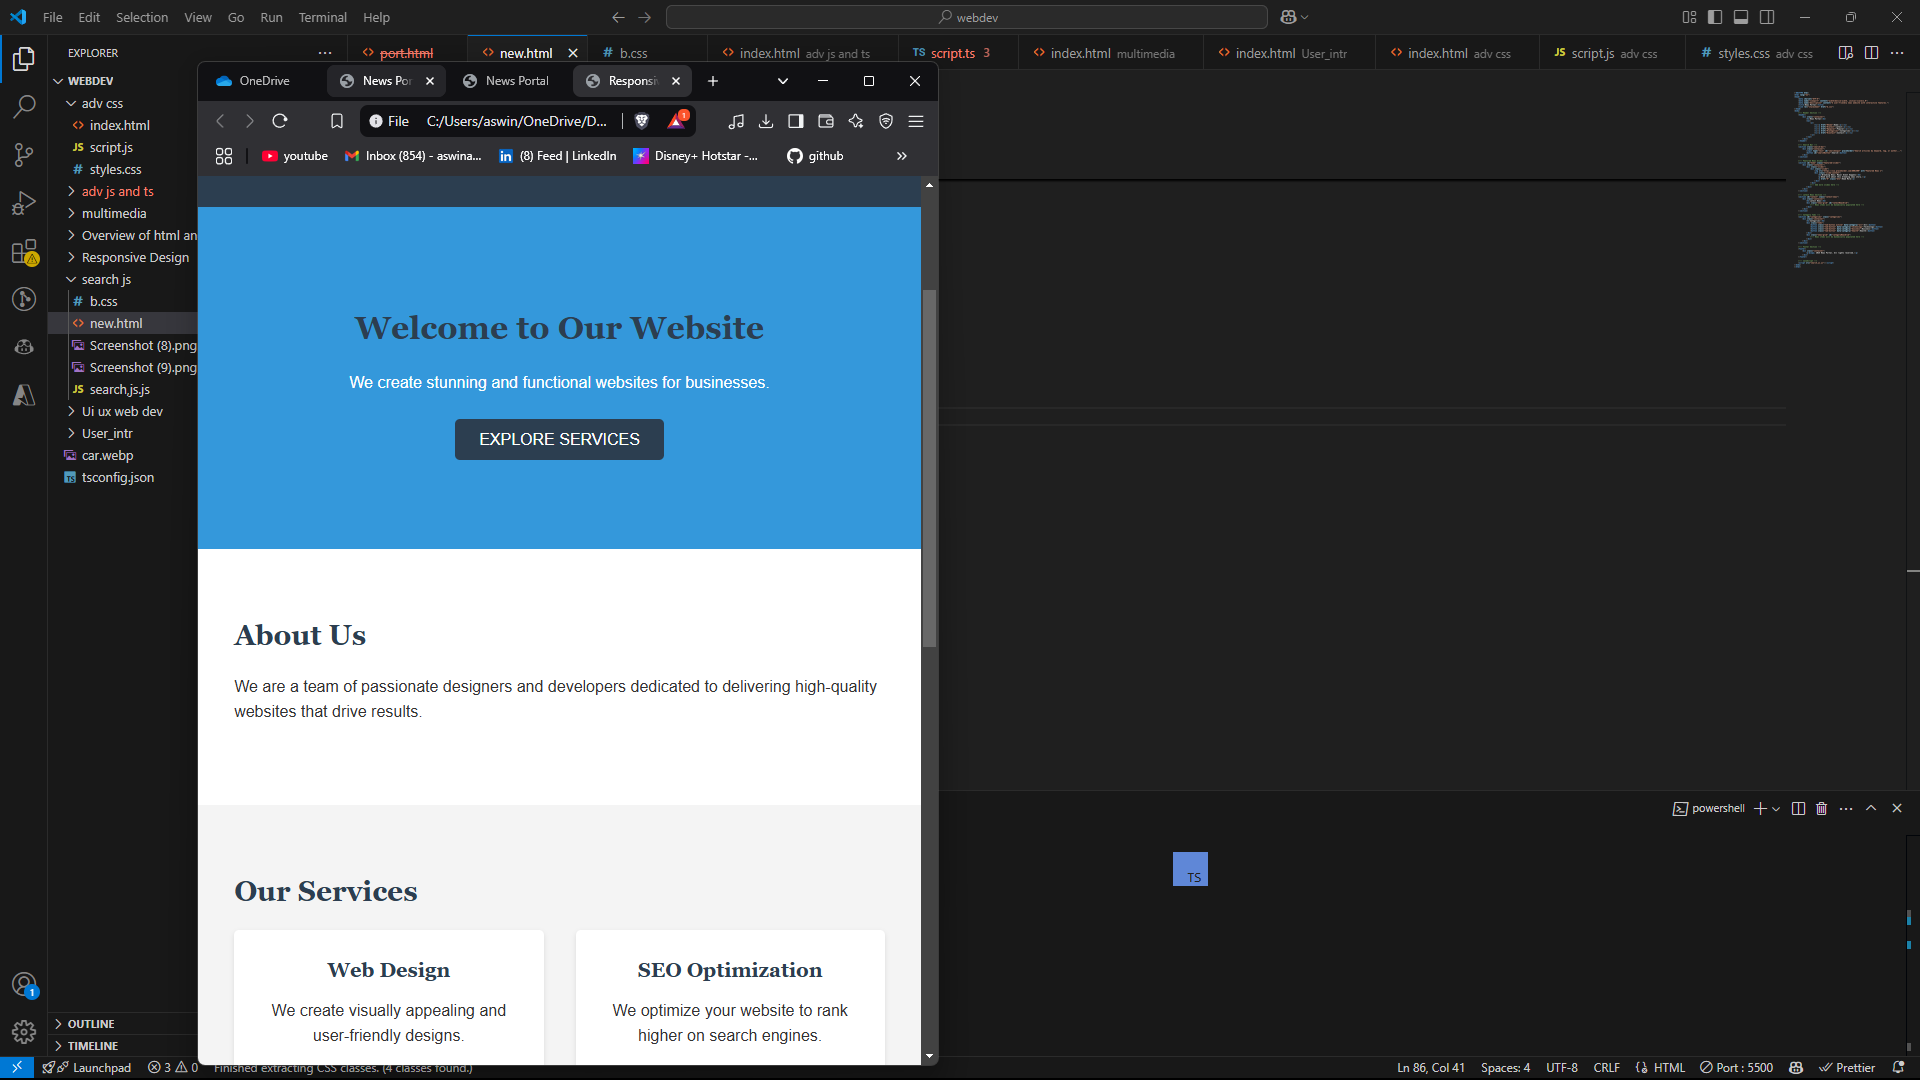 File Edit Selection View Go Run Terminal Help
webdev
EXPLORER
port.html
new.html
b.css
index.html adv js and ts
TS script.ts 3
index.html multimedia
index.html User_intr
index.html adv css
JS script.js adv css
# styles.css adv css
WEBDEV
adv css
index.html
JS script.js
# styles.css
adv js and ts
multimedia
Overview of html an
Responsive Design
search js
# b.css
new.html
Screenshot (8).png
Screenshot (9).png
JS search,js.js
Ui ux web dev
User_intr
car.webp
tsconfig.json
OUTLINE
TIMELINE
OneDrive
News Por
News Portal
Responsiv
File C:/Users/aswin/OneDrive/D...
1
youtube
Inbox (854) - aswina...
(8) Feed | LinkedIn
Disney+ Hotstar -...
github
Welcome to Our Website
We create stunning and functional websites for businesses.
EXPLORE SERVICES
About Us
We are a team of passionate designers and developers dedicated to delivering high-quality
websites that drive results.
Our Services
Web Design
We create visually appealing and
user-friendly designs.
SEO Optimization
We optimize your website to rank
higher on search engines.
powershell
TS
1
Launchpad
3 0
Finished extracting CSS classes. (4 classes found.)
Ln 86, Col 41
Spaces: 4
UTF-8
CRLF
HTML
Port : 5500
Prettier